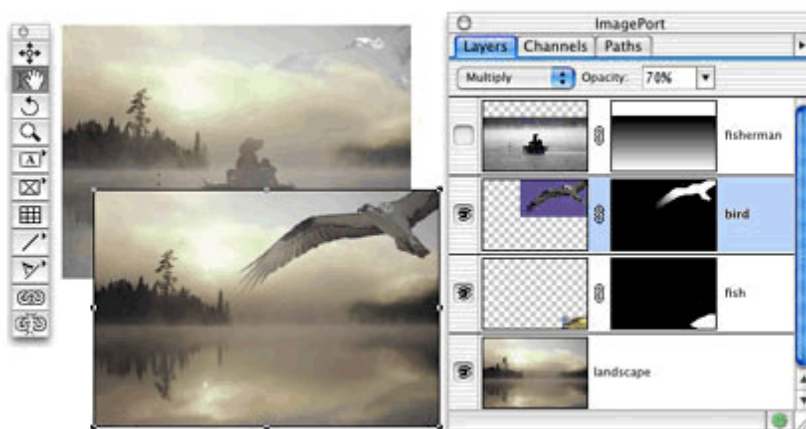 ImagePort
Layers Channels Paths
Multiply Opacity: 70%
fisherman
bird
fish
landscape
A